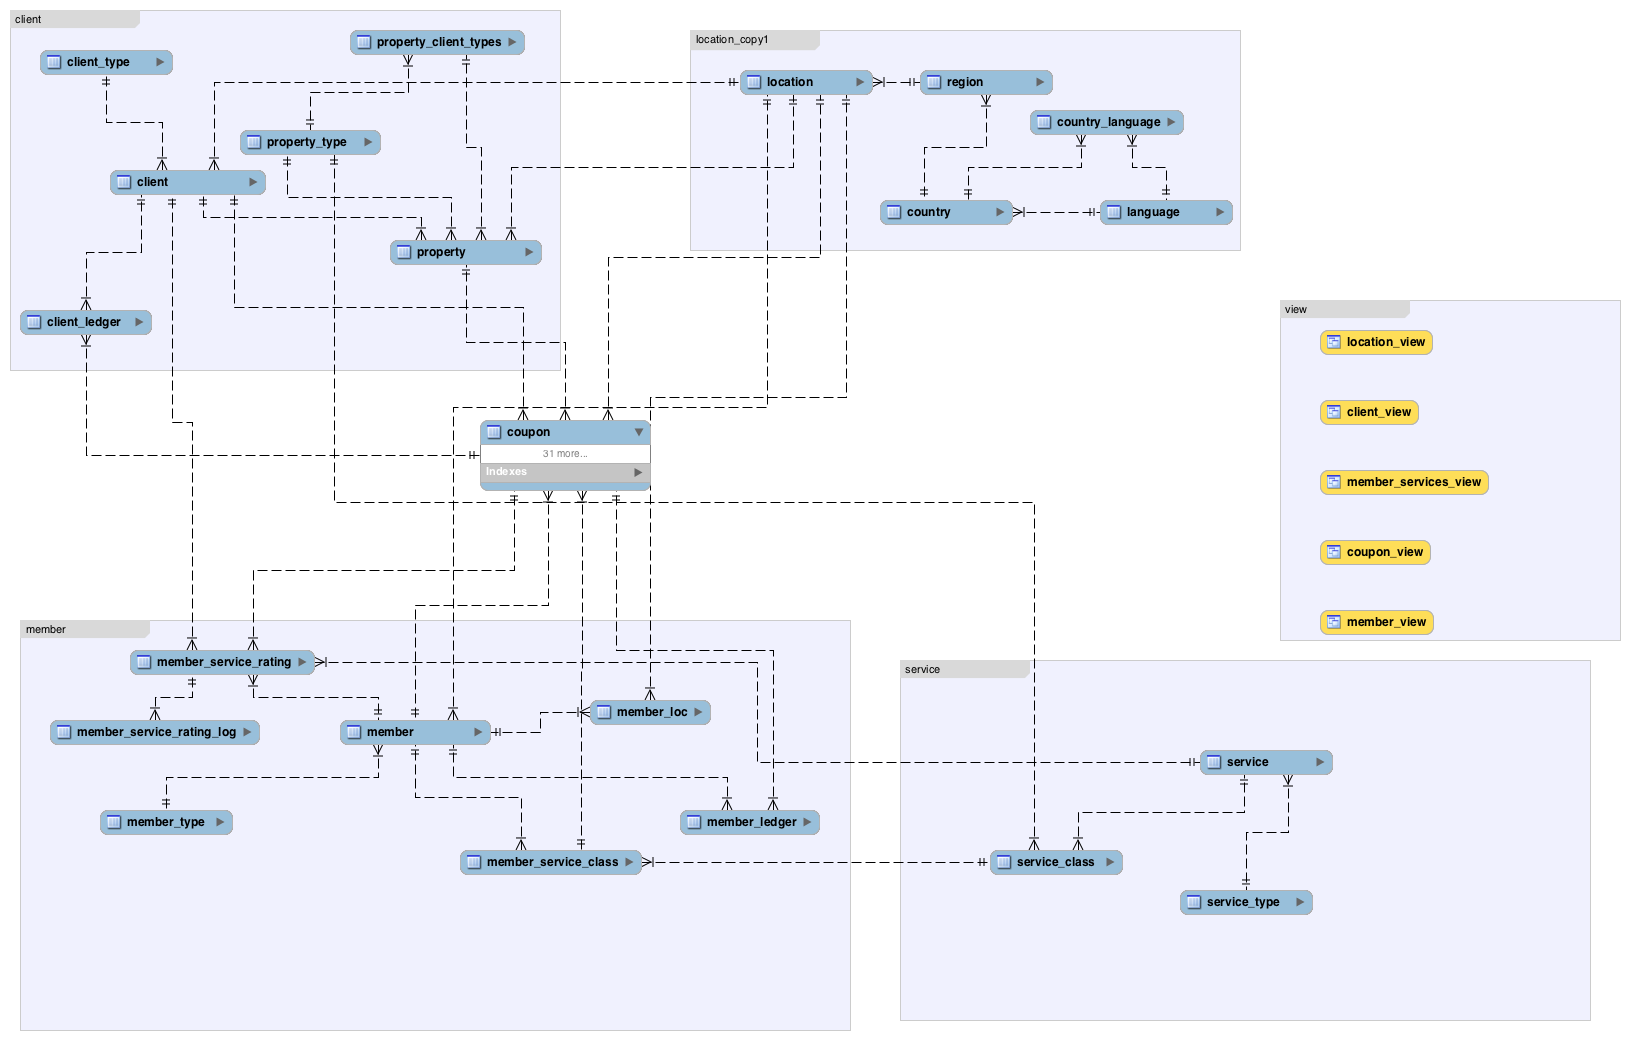 client
client_type
property_client_types
property_type
client
property
client_ledger
location_copy1
location
region
country_language
country
language
view
location_view
client_view
member_services_view
coupon_view
member_view
coupon
31 more...
Indexes
member
member_service_rating
member_service_rating_log
member
member_loc
member_type
member_ledger
member_service_class
service
service
service_class
service_type